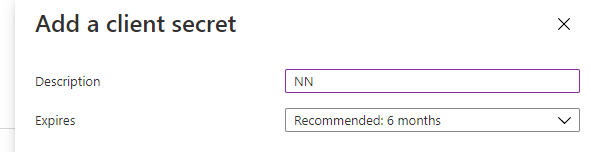 Add a client secret
Description NN
Expires Recommended: 6 months